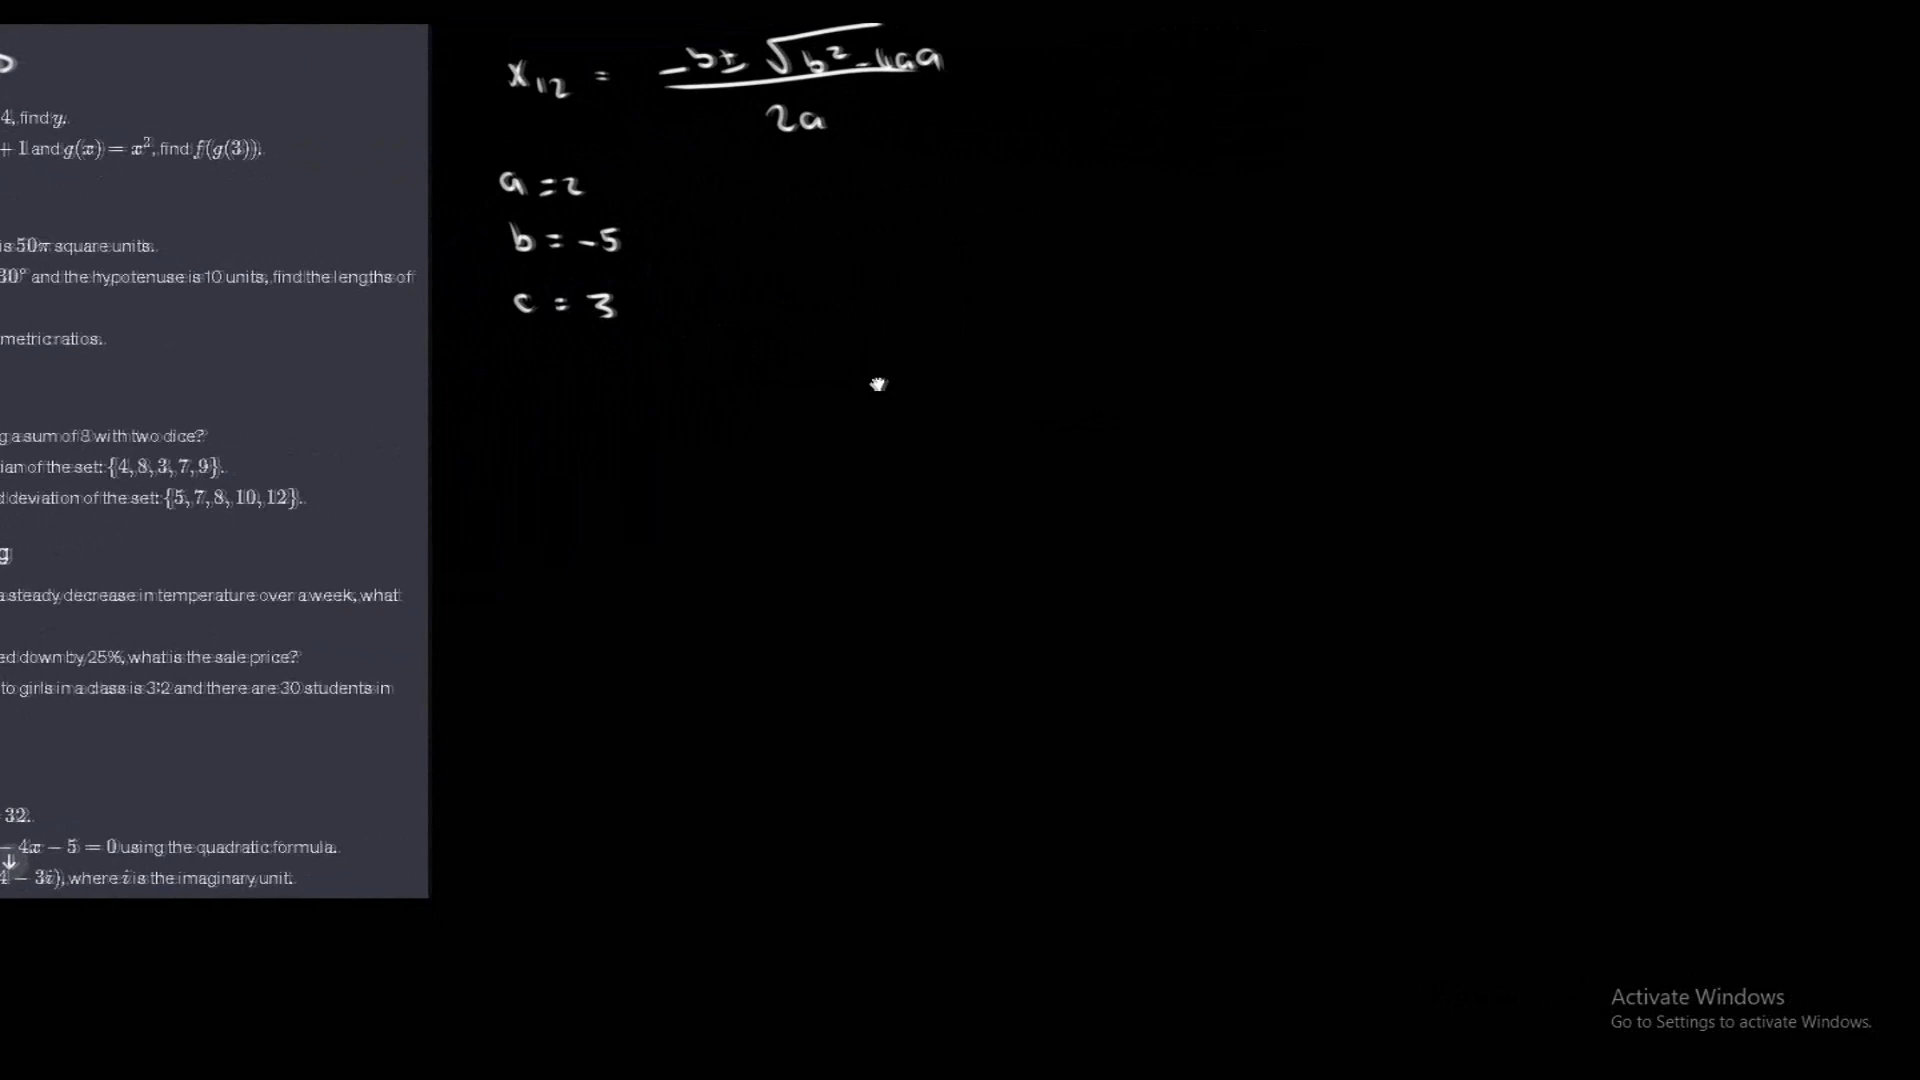 4, find y.
+ 1 and g(x) = x², find f(g(3)).
is 50π square units.
30° and the hypotenuse is 10 units, find the lengths of
metric ratios.
g a sum of 8 with two dice?
ian of the set: {4, 8, 3, 7, 9}.
d deviation of the set: {5, 7, 8, 10, 12}.
g
a steady decrease in temperature over a week, what
ed down by 25%, what is the sale price?
to girls in a class is 3:2 and there are 30 students in
32.
− 4x − 5 = 0 using the quadratic formula.
4 − 3i), where i is the imaginary unit.
x12 = -b ± √b² - 4aa
2a
a = 2
b = -5
c = 3
Activate Windows
Go to Settings to activate Windows.